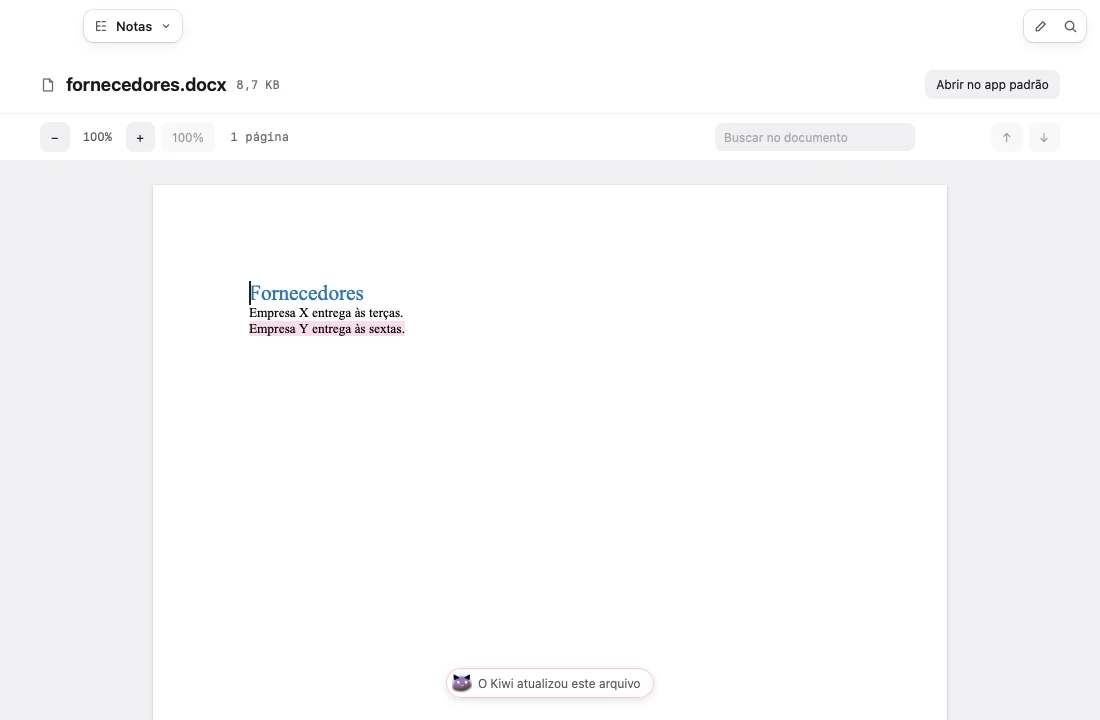 Notas
fornecedores.docx 8,7 KB
Abrir no app padrão
− 100% + 100% 1 página
Buscar no documento
Fornecedores
Empresa X entrega às terças.
Empresa Y entrega às sextas.
O Kiwi atualizou este arquivo